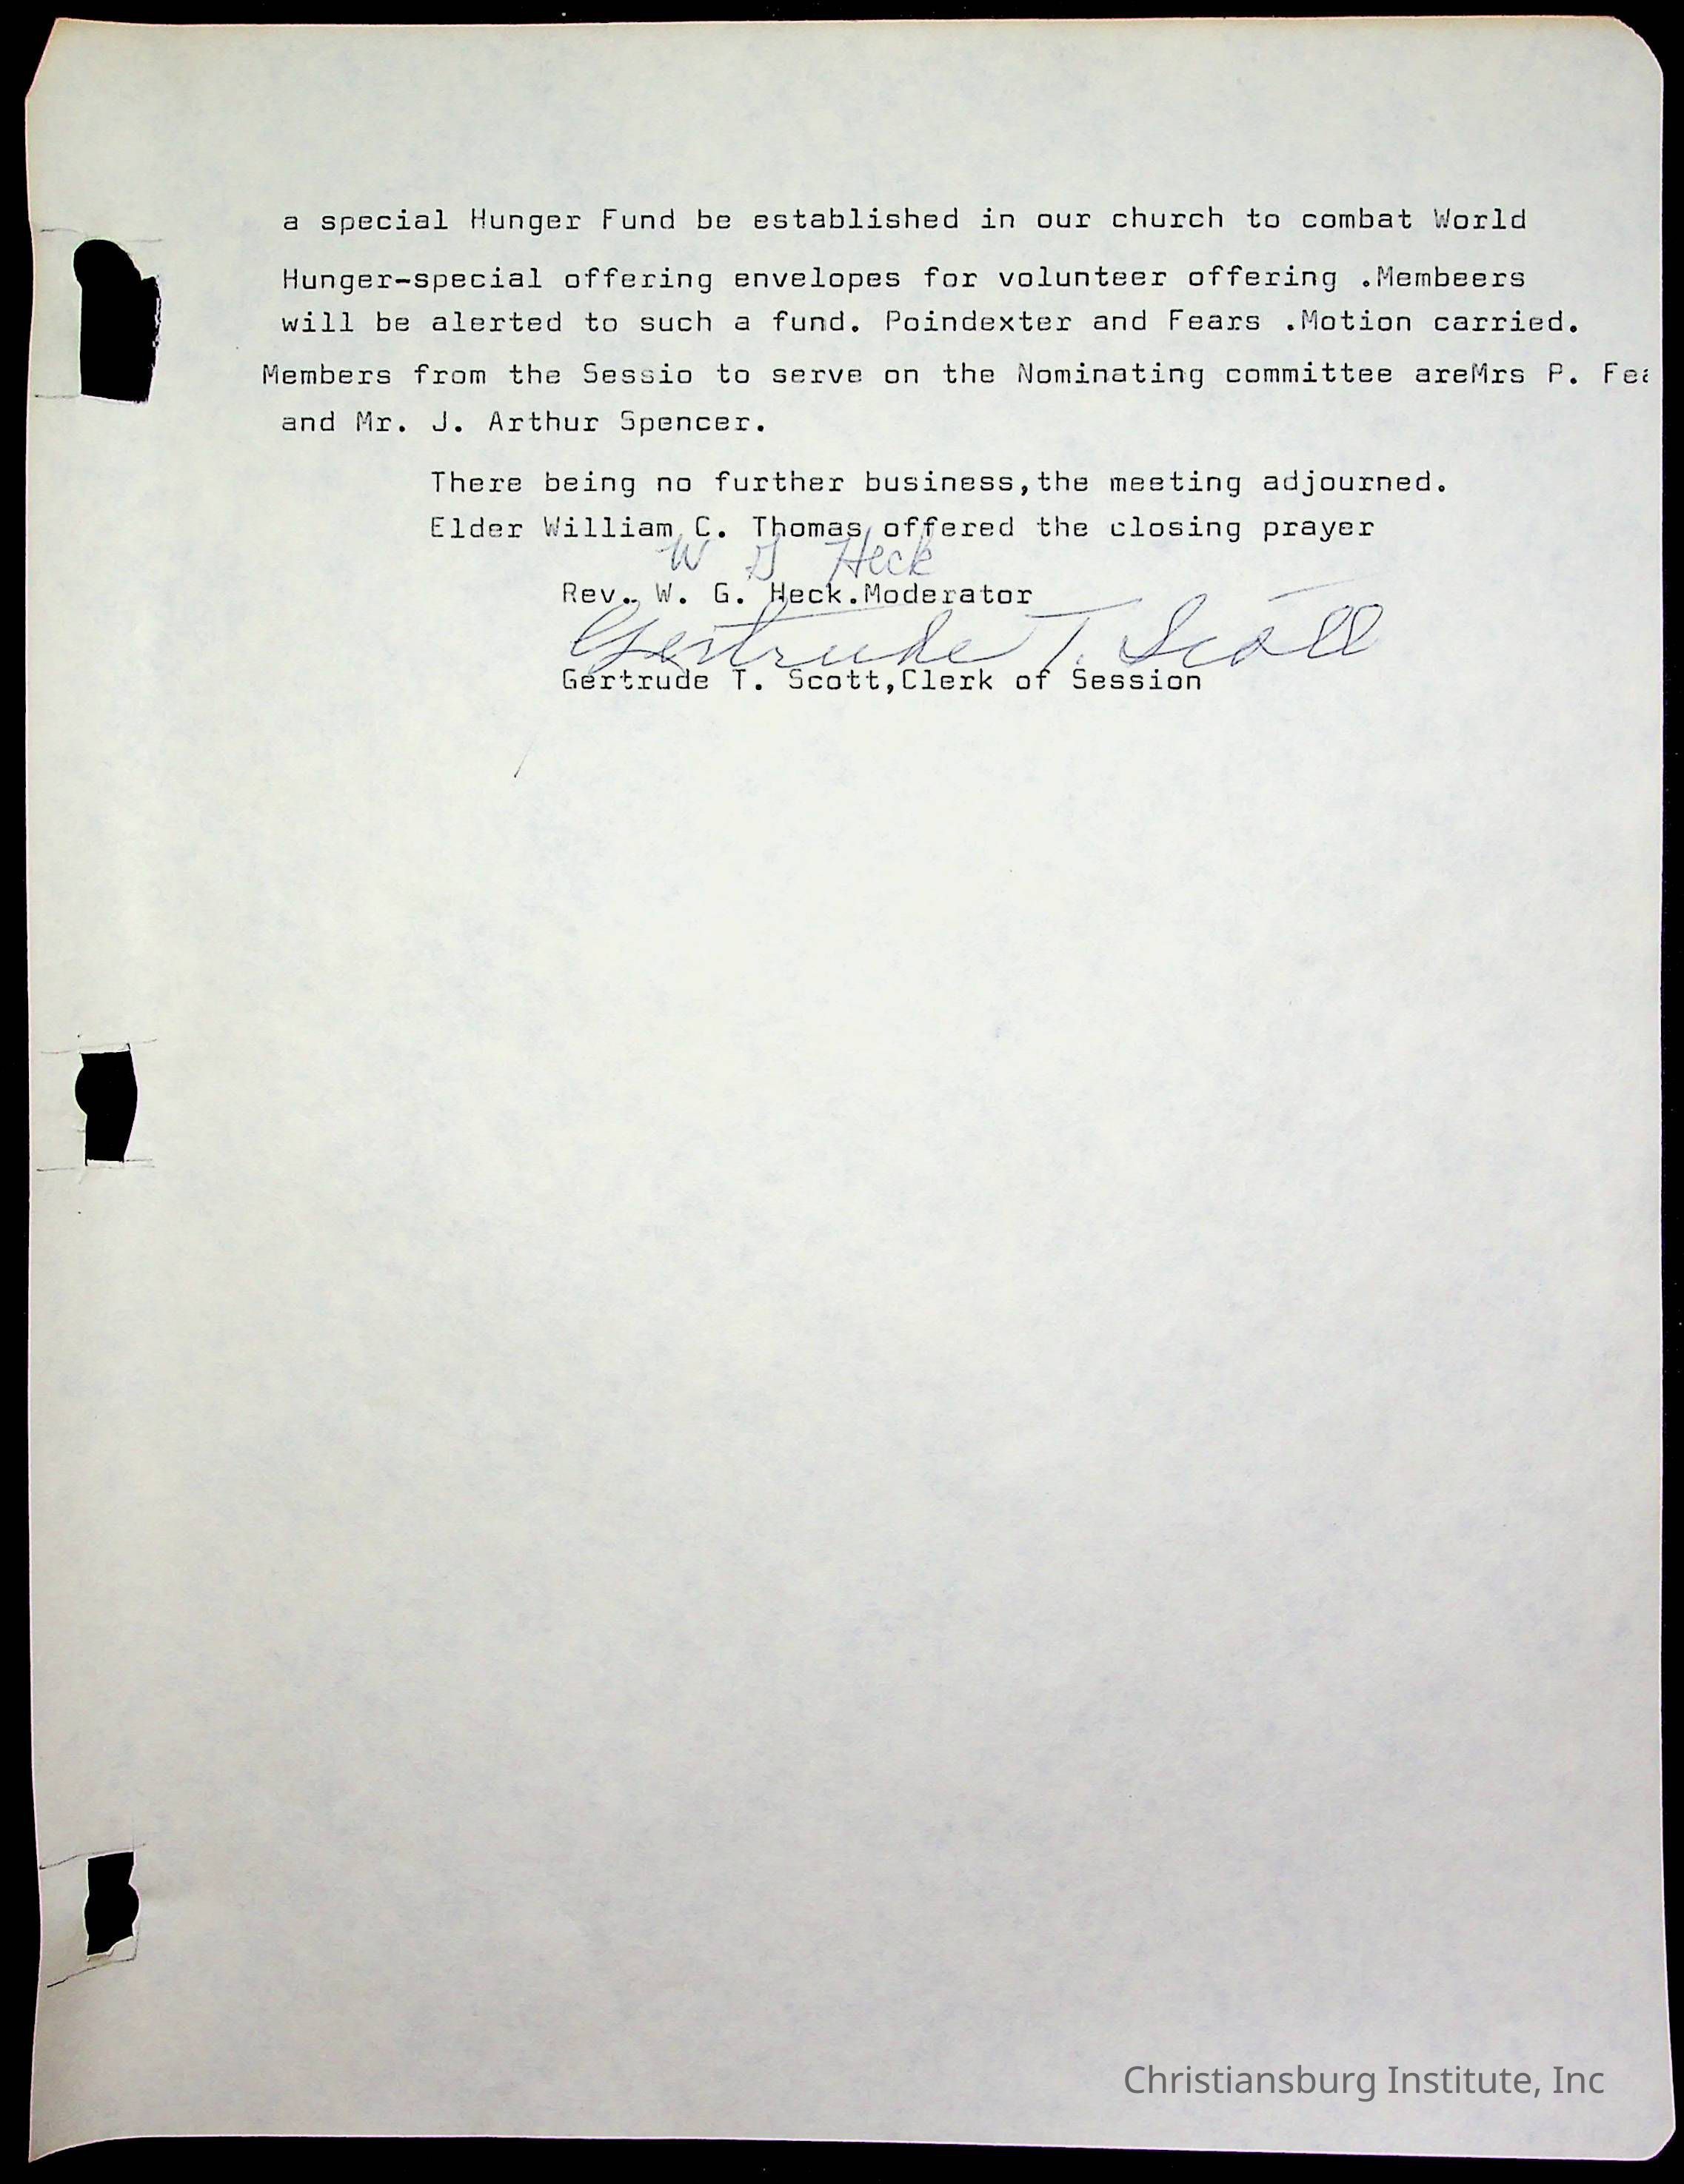 a special Hunger Fund be established in our church to combat World
Hunger-special offering envelopes for volunteer offering .Membeers
will be alerted to such a fund. Poindexter and Fears .Motion carried.
Members from the Sessio to serve on the Nominating committee areMrs P. Fea
and Mr. J. Arthur Spencer.
There being no further business,the meeting adjourned.
Elder William C. Thomas offered the closing prayer
W G Heck
Rev.. W. G. Heck.Moderator
Gertrude T. Scott
Gertrude T. Scott,Clerk of Session
Christiansburg Institute, Inc